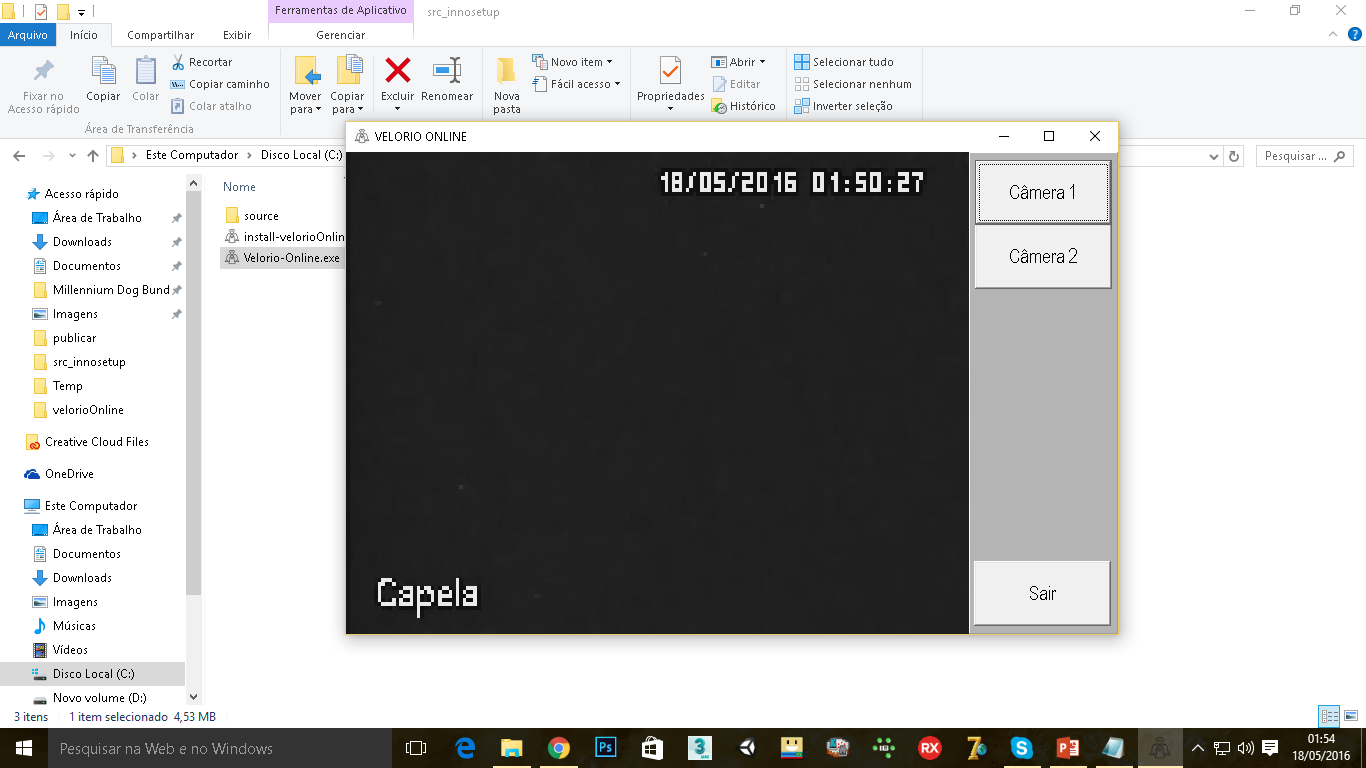 Ferramentas de Aplicativo
src_innosetup
Arquivo
Início
Compartilhar
Exibir
Gerenciar
Fixar no
Acesso rápido
Copiar
Colar
Recortar
Copiar caminho
Colar atalho
Área de Transferência
Mover
para
Copiar
para
Excluir
Renomear
Nova
pasta
Novo item
Fácil acesso
Propriedades
Abrir
Editar
Histórico
Selecionar tudo
Selecionar nenhum
Inverter seleção
Este Computador
Disco Local (C:)
Pesquisar ...
VELORIO ONLINE
18/05/2016 01:50:27
Capela
Câmera 1
Câmera 2
Sair
Nome
source
install-velorioOnlin
Velorio-Online.exe
Acesso rápido
Área de Trabalho
Downloads
Documentos
Millennium Dog Bund
Imagens
publicar
src_innosetup
Temp
velorioOnline
Creative Cloud Files
OneDrive
Este Computador
Área de Trabalho
Documentos
Downloads
Imagens
Músicas
Vídeos
Disco Local (C:)
Novo volume (D:)
3 itens
1 item selecionado 4,53 MB
Pesquisar na Web e no Windows
Ps
3
MAX
+16
RX
7
01:54
18/05/2016